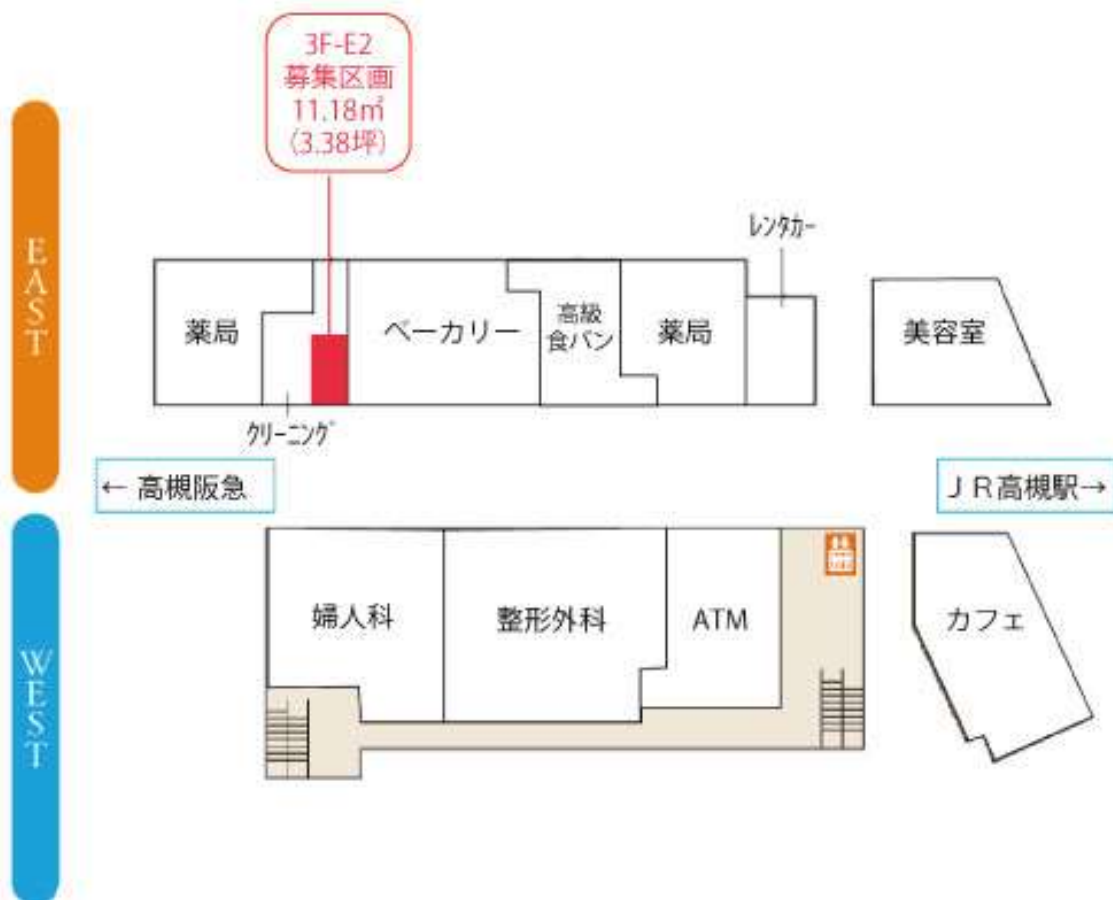 3F-E2
募集区画
11.18㎡
(3.38坪)
EAST
レンタカー
薬局
ベーカリー
高級
食パン
薬局
美容室
クリーニング
← 高槻阪急
ＪＲ高槻駅→
WEST
婦人科
整形外科
ATM
カフェ